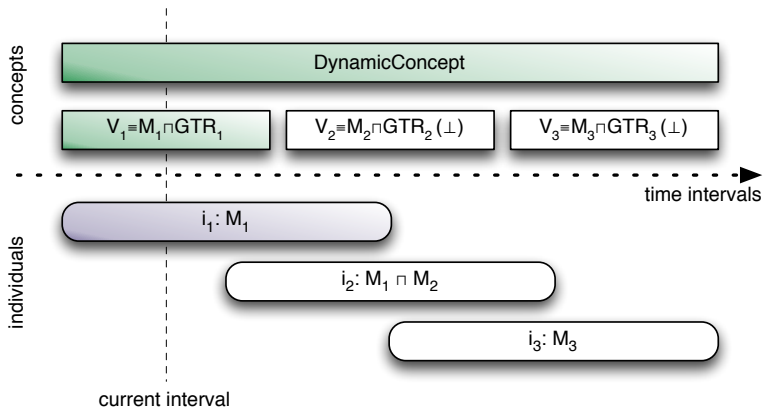 concepts
DynamicConcept
V₁≡M₁⊓GTR₁
V₂≡M₂⊓GTR₂ (⊥)
V₃≡M₃⊓GTR₃ (⊥)
time intervals
individuals
i₁: M₁
i₂: M₁ ⊓ M₂
i₃: M₃
current interval